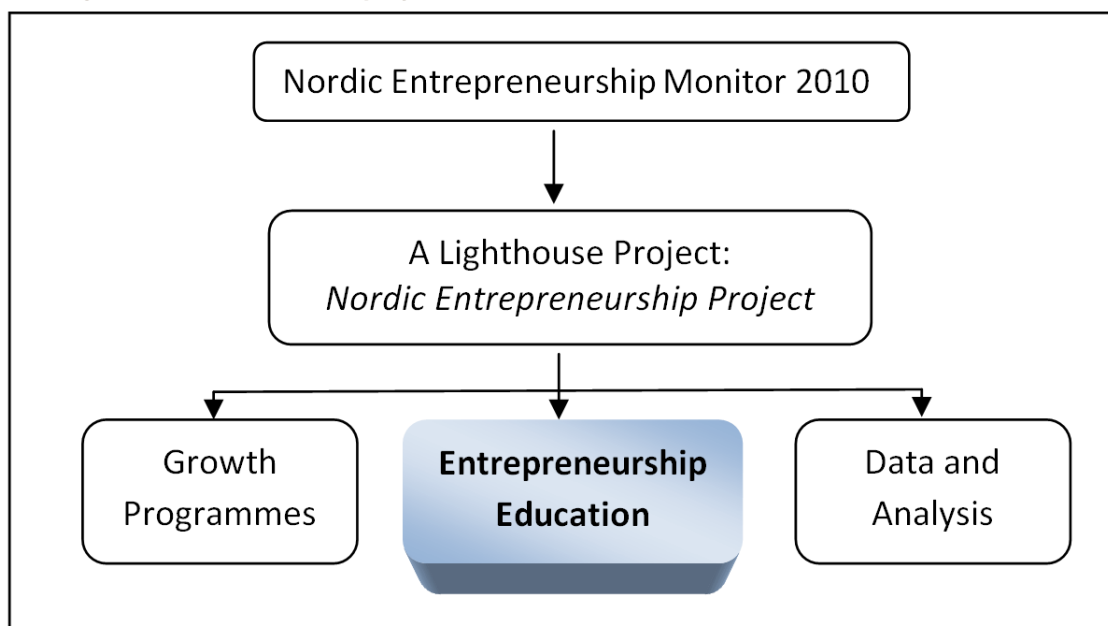 Nordic Entrepreneurship Monitor 2010
A Lighthouse Project:
Nordic Entrepreneurship Project
Growth
Programmes
Entrepreneurship
Education
Data and
Analysis